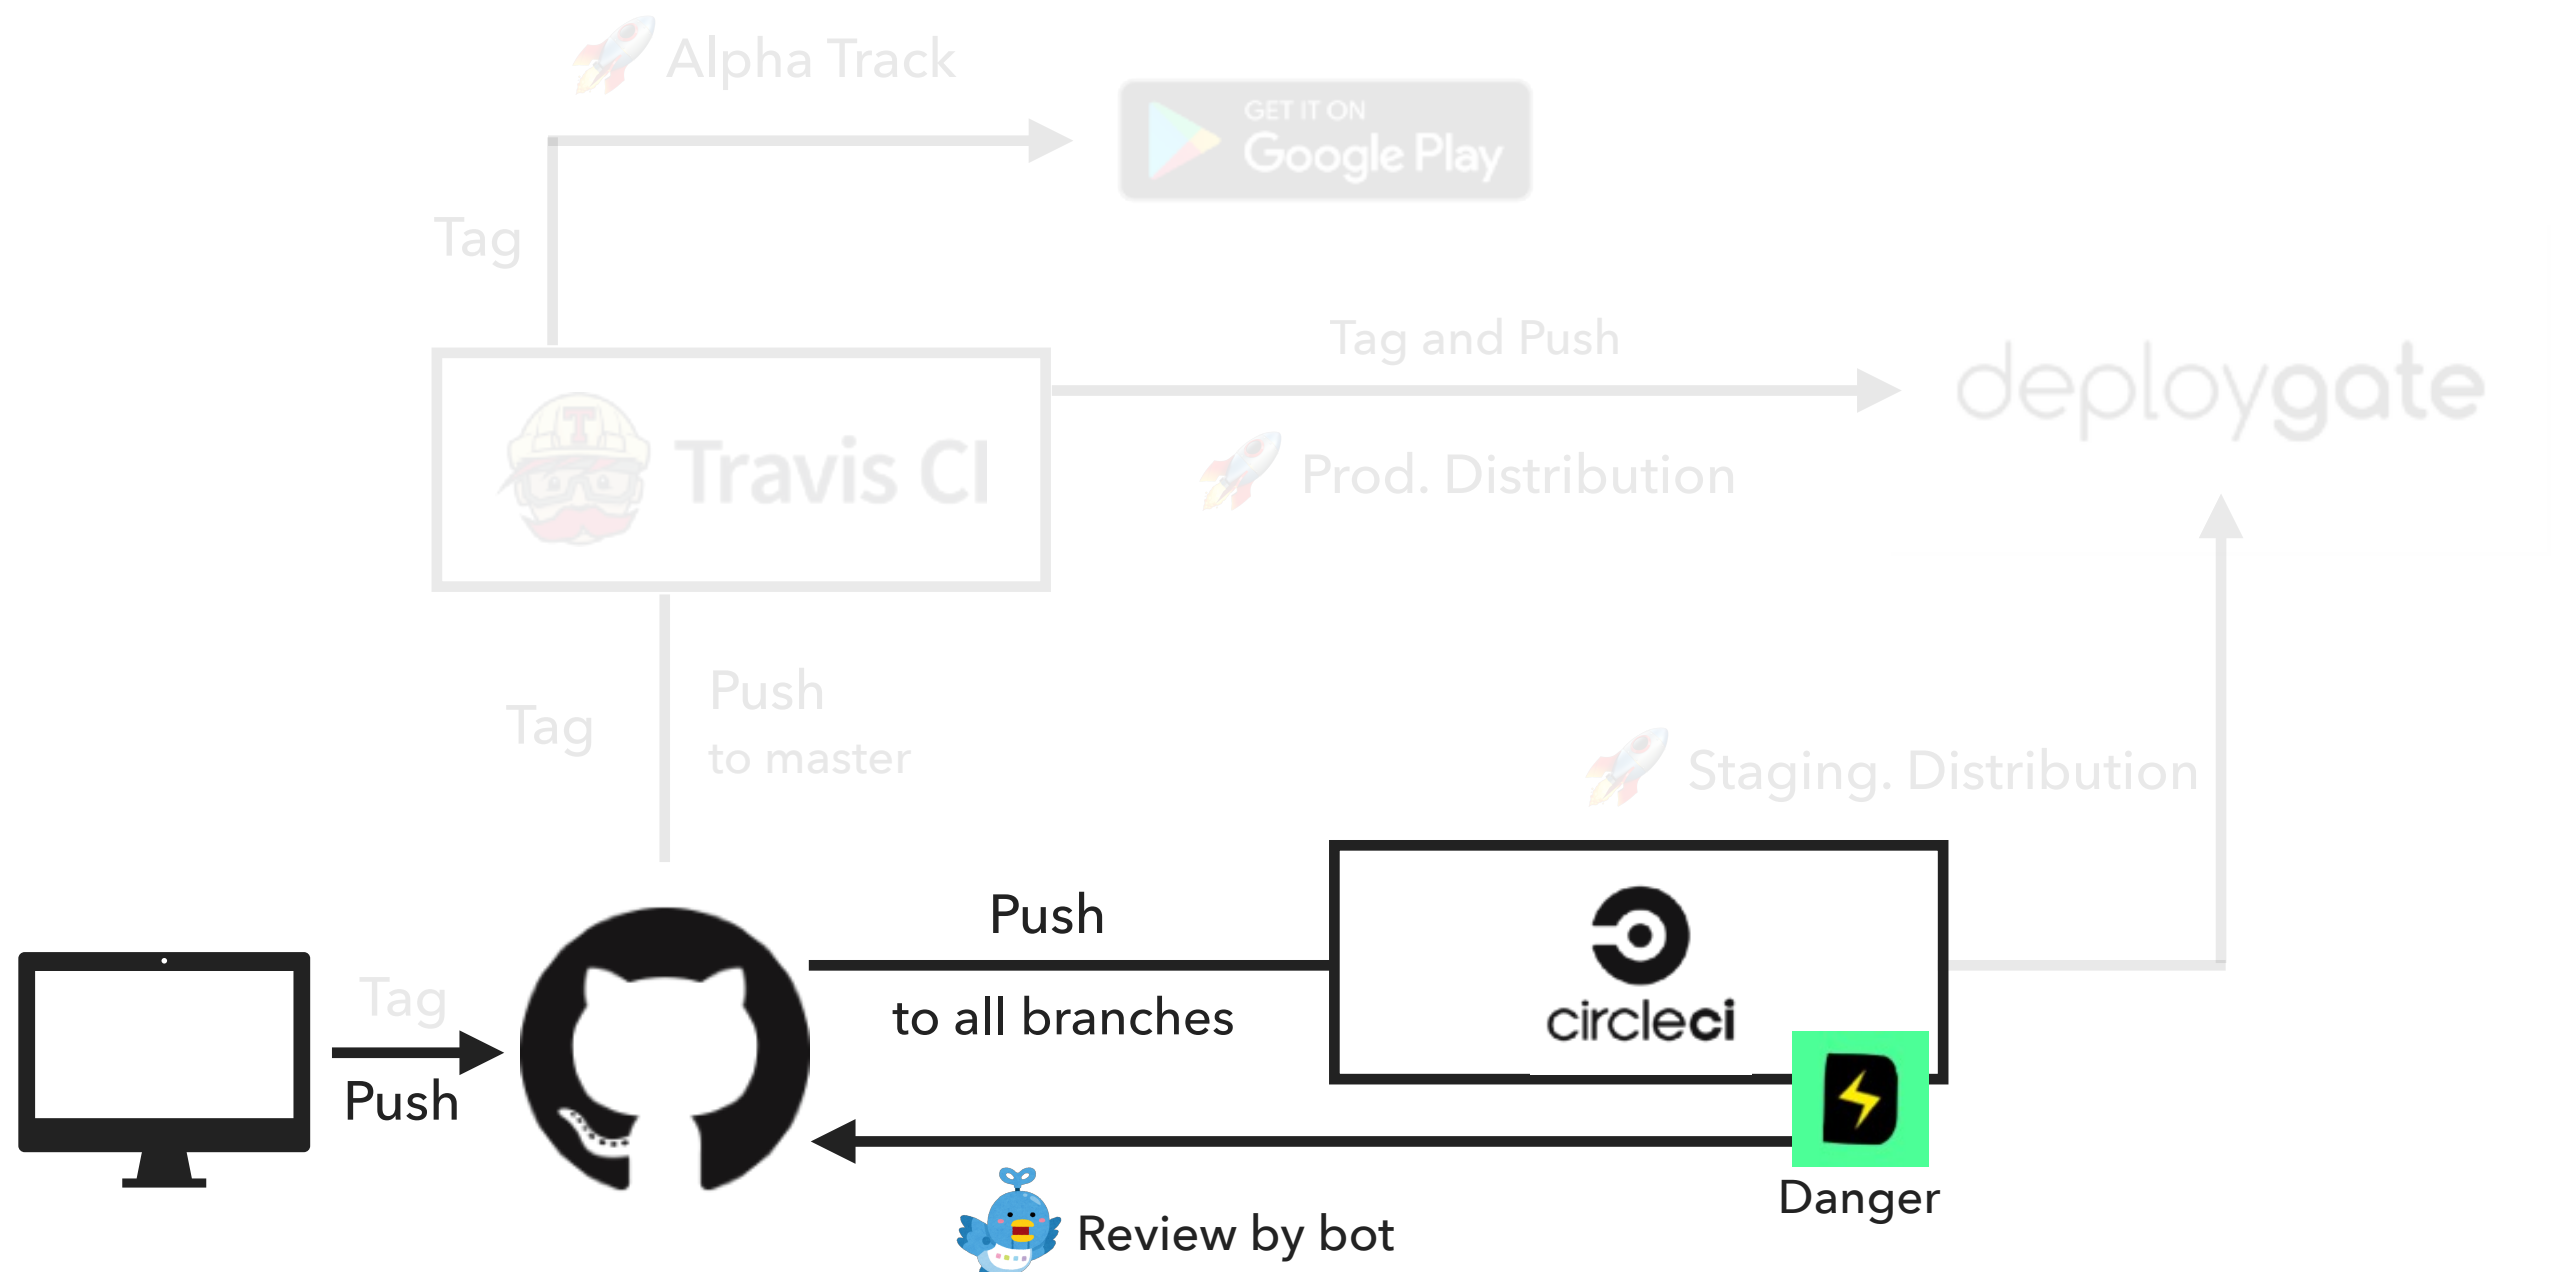 Alpha Track
GET IT ON
Google Play
Tag
Tag and Push
deploygate
T
Travis CI
Prod. Distribution
Tag
Push
to master
Staging. Distribution
Push
to all branches
circleci
Tag
Push
Danger
Review by bot